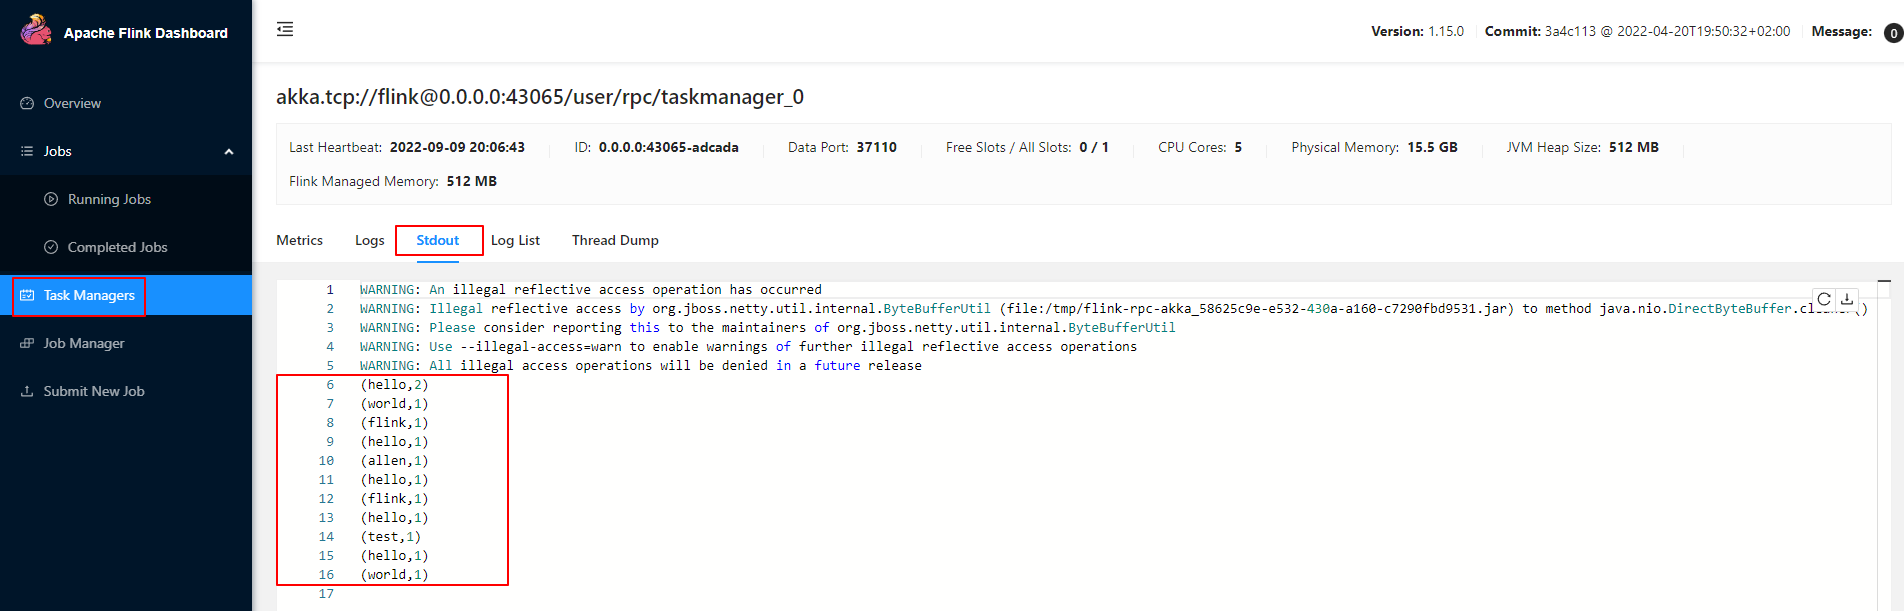 Apache Flink Dashboard
Version: 1.15.0 Commit: 3a4c113 @ 2022-04-20T19:50:32+02:00 Message: 0
Overview
Jobs
Running Jobs
Completed Jobs
Task Managers
Job Manager
Submit New Job
akka.tcp://flink@0.0.0.0:43065/user/rpc/taskmanager_0
Last Heartbeat: 2022-09-09 20:06:43 ID: 0.0.0.0:43065-adcada Data Port: 37110 Free Slots / All Slots: 0 / 1 CPU Cores: 5 Physical Memory: 15.5 GB JVM Heap Size: 512 MB
Flink Managed Memory: 512 MB
Metrics Logs Stdout Log List Thread Dump
1 WARNING: An illegal reflective access operation has occurred
2 WARNING: Illegal reflective access by org.jboss.netty.util.internal.ByteBufferUtil (file:/tmp/flink-rpc-akka_58625c9e-e532-430a-a160-c7290fbd9531.jar) to method java.nio.DirectByteBuffer.cleaner()
3 WARNING: Please consider reporting this to the maintainers of org.jboss.netty.util.internal.ByteBufferUtil
4 WARNING: Use --illegal-access=warn to enable warnings of further illegal reflective access operations
5 WARNING: All illegal access operations will be denied in a future release
6 (hello,2)
7 (world,1)
8 (flink,1)
9 (hello,1)
10 (allen,1)
11 (hello,1)
12 (flink,1)
13 (hello,1)
14 (test,1)
15 (hello,1)
16 (world,1)
17